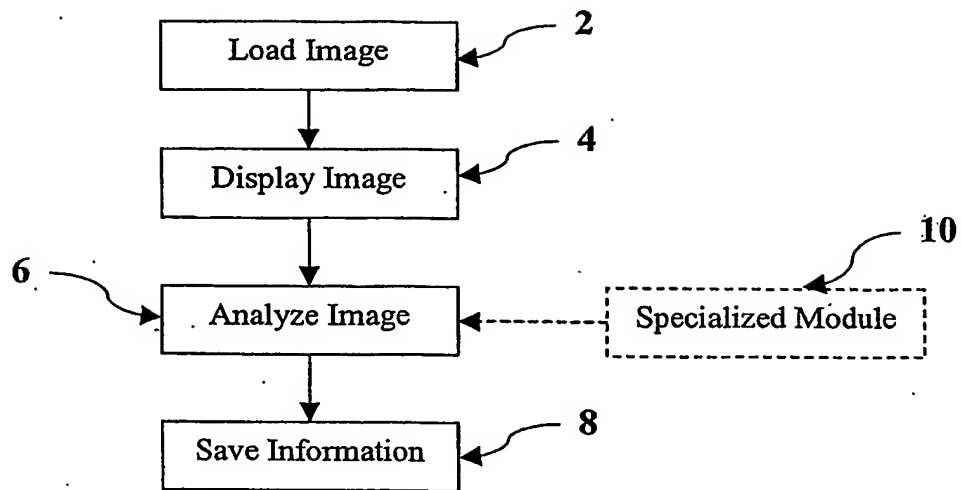 Load Image
2
Display Image
4
6
Analyze Image
10
Specialized Module
Save Information
8